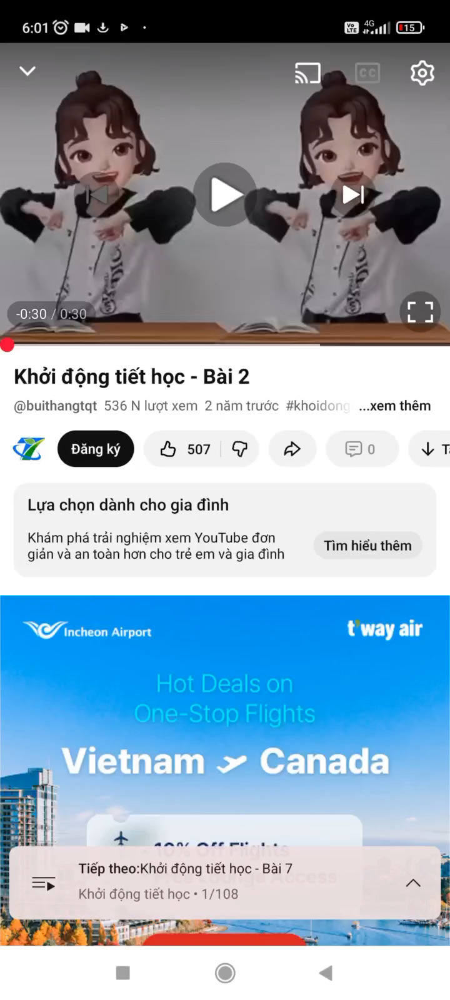 6:01
Vo LTE 4G 15
CC
-0:30 / 0:30
Khởi động tiết học - Bài 2
@buithangtqt 536 N lượt xem 2 năm trước #khoidong ...xem thêm
Đăng ký 507 0
Lựa chọn dành cho gia đình
Khám phá trải nghiệm xem YouTube đơn
giản và an toàn hơn cho trẻ em và gia đình
Tìm hiểu thêm
Incheon Airport t'way air
Hot Deals on
One-Stop Flights
Vietnam Canada
10% Off Flights
Tiếp theo:Khởi động tiết học - Bài 7
Khởi động tiết học • 1/108